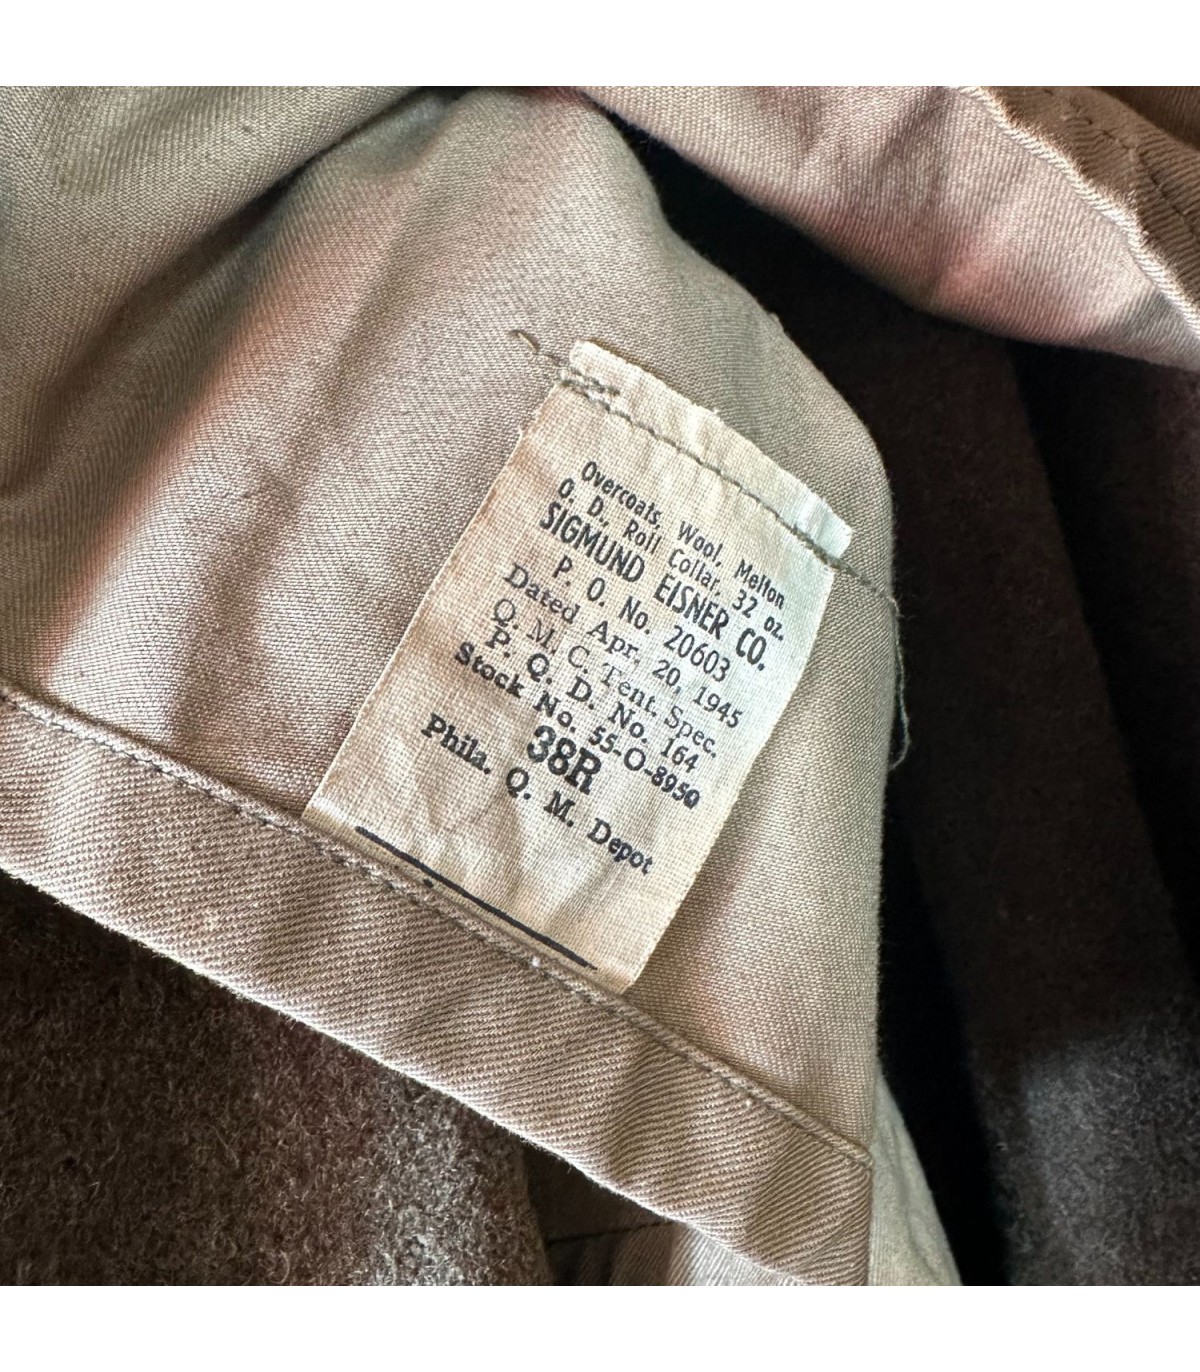 Overcoats, Wool, Melton
O. D., Roll Collar, 32 oz.
SIGMUND EISNER CO.
P. O. No. 20603
Dated Apr. 20, 1945
Q. M. C. Tent. Spec.
P. Q. D. No. 164
Stock No. 55-O-8950
38R
Phila. Q. M. Depot